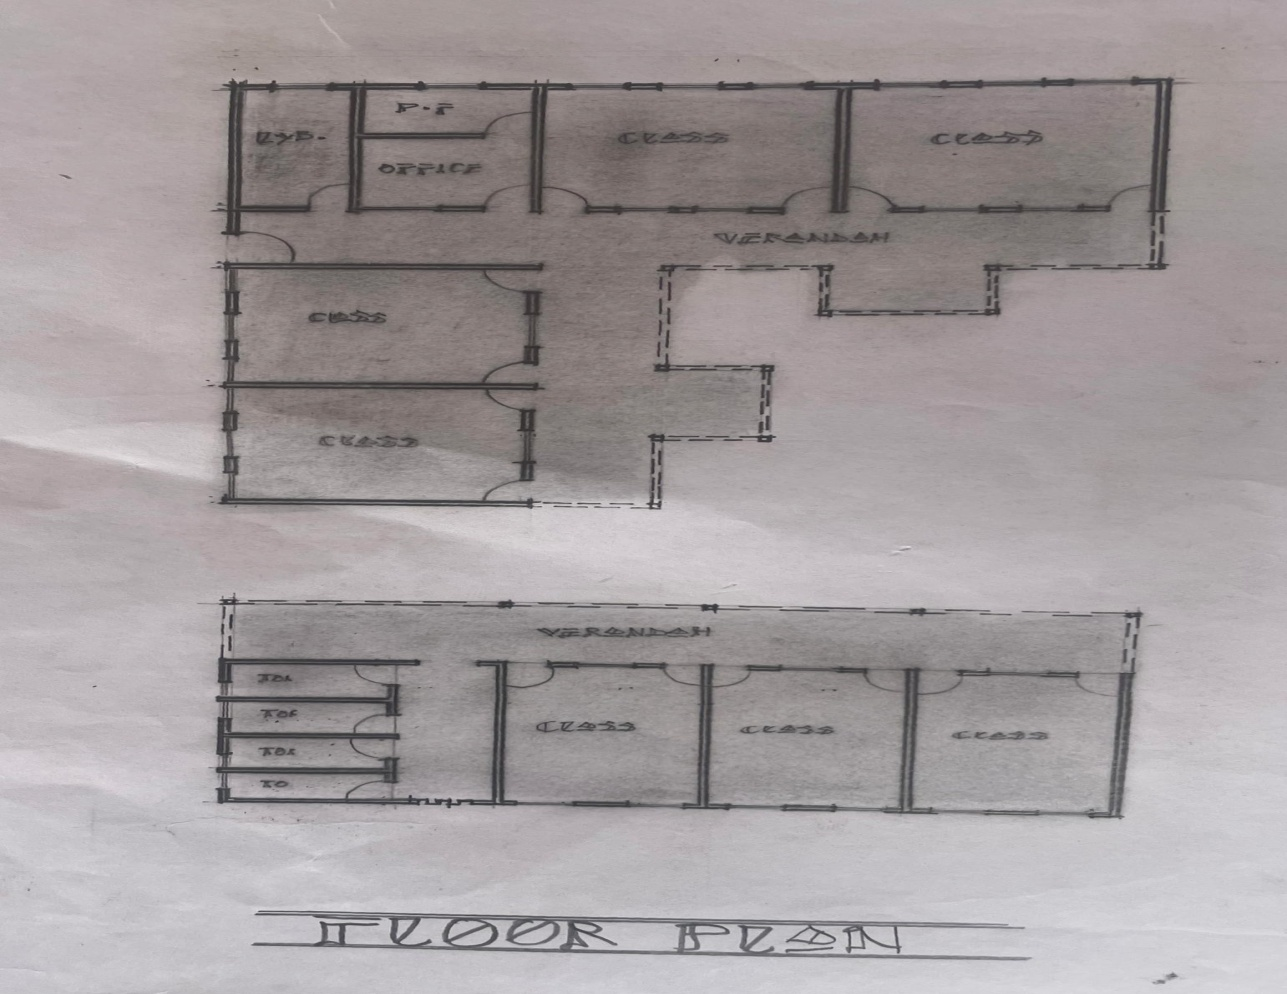 P.P
OFFICE
CLASS
CLASS
VERANDAH
CLASS
CLASS
VERANDAH
TOI
TOI
TOI
TO
CLASS
CLASS
CLASS
FLOOR PLAN